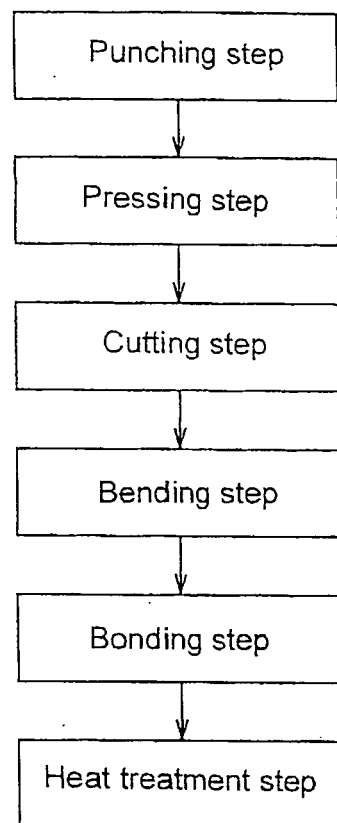 Punching step
Pressing step
Cutting step
Bending step
Bonding step
Heat treatment step